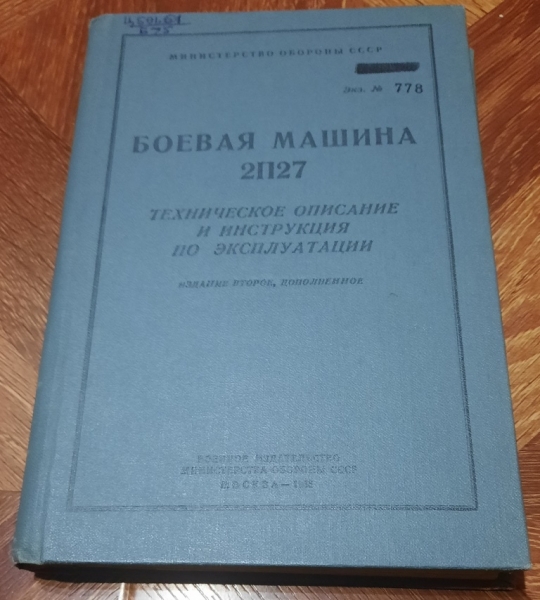 МИНИСТЕРСТВО ОБОРОНЫ СССР
Экз. № 778
БОЕВАЯ МАШИНА
2П27
ТЕХНИЧЕСКОЕ ОПИСАНИЕ
И ИНСТРУКЦИЯ
ПО ЭКСПЛУАТАЦИИ
ИЗДАНИЕ ВТОРОЕ, ДОПОЛНЕННОЕ
ВОЕННОЕ ИЗДАТЕЛЬСТВО
МИНИСТЕРСТВА ОБОРОНЫ СССР
МОСКВА —